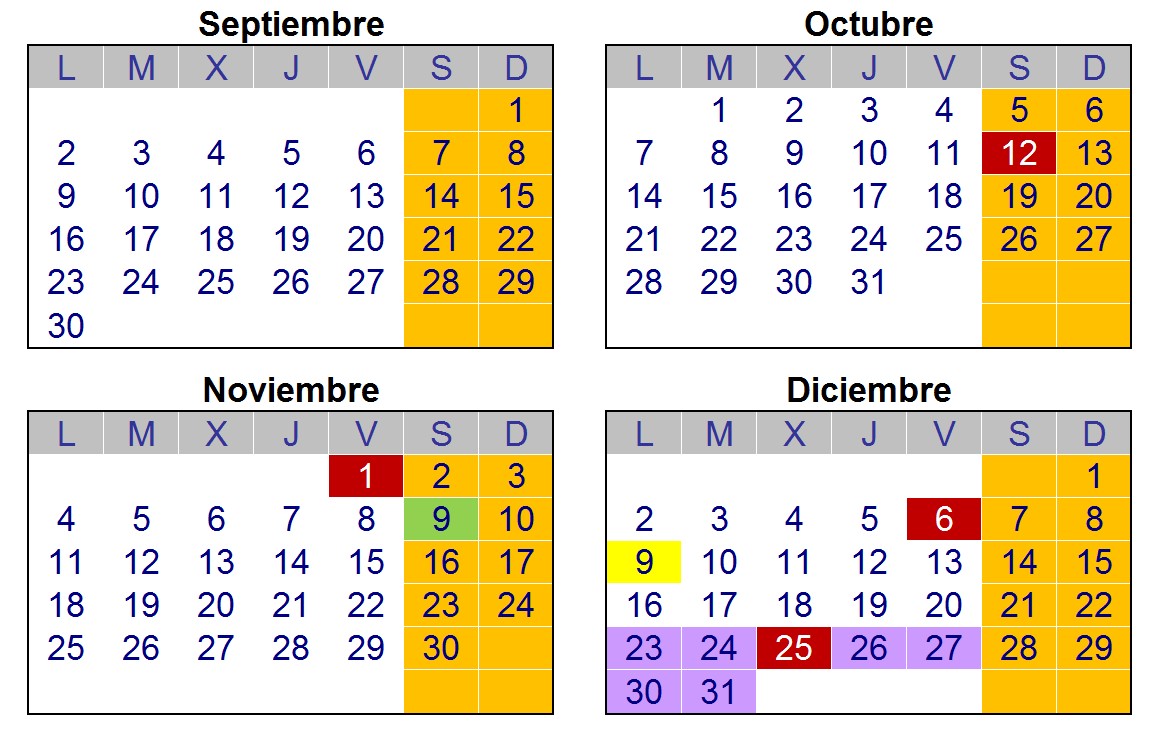 Septiembre
L M X J V S D
1
2 3 4 5 6 7 8
9 10 11 12 13 14 15
16 17 18 19 20 21 22
23 24 25 26 27 28 29
30
Octubre
L M X J V S D
1 2 3 4 5 6
7 8 9 10 11 12 13
14 15 16 17 18 19 20
21 22 23 24 25 26 27
28 29 30 31
Noviembre
L M X J V S D
1 2 3
4 5 6 7 8 9 10
11 12 13 14 15 16 17
18 19 20 21 22 23 24
25 26 27 28 29 30
Diciembre
L M X J V S D
1
2 3 4 5 6 7 8
9 10 11 12 13 14 15
16 17 18 19 20 21 22
23 24 25 26 27 28 29
30 31